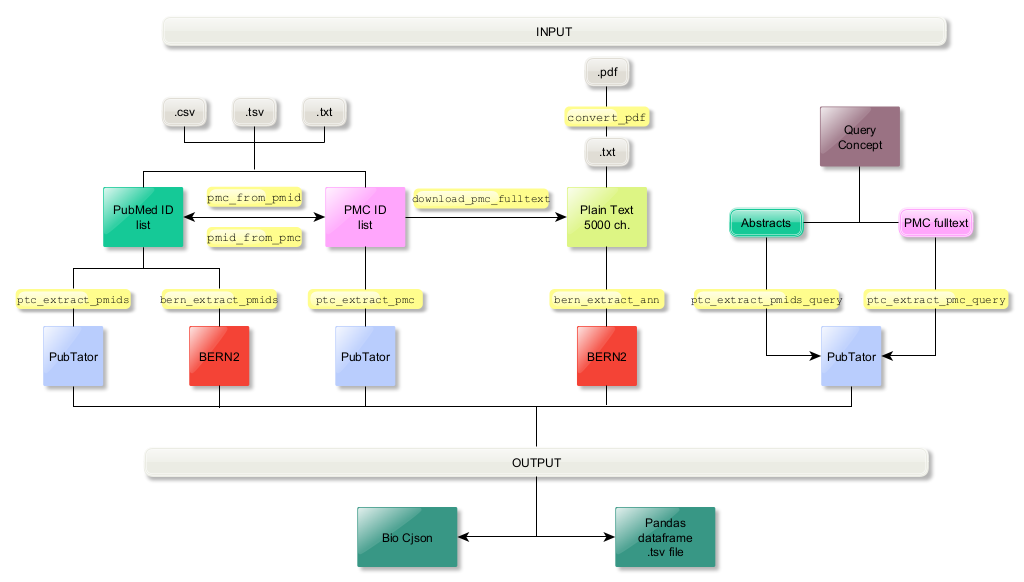 INPUT
.pdf
.csv
.tsv
.txt
convert_pdf
.txt
Query
Concept
PubMed ID
list
pmc_from_pmid
pmid_from_pmc
PMC ID
list
download_pmc_fulltext
Plain Text
5000 ch.
Abstracts
PMC fulltext
ptc_extract_pmids
bern_extract_pmids
ptc_extract_pmc
bern_extract_ann
ptc_extract_pmids_query
ptc_extract_pmc_query
PubTator
BERN2
PubTator
BERN2
PubTator
OUTPUT
Bio Cjson
Pandas
dataframe
.tsv file